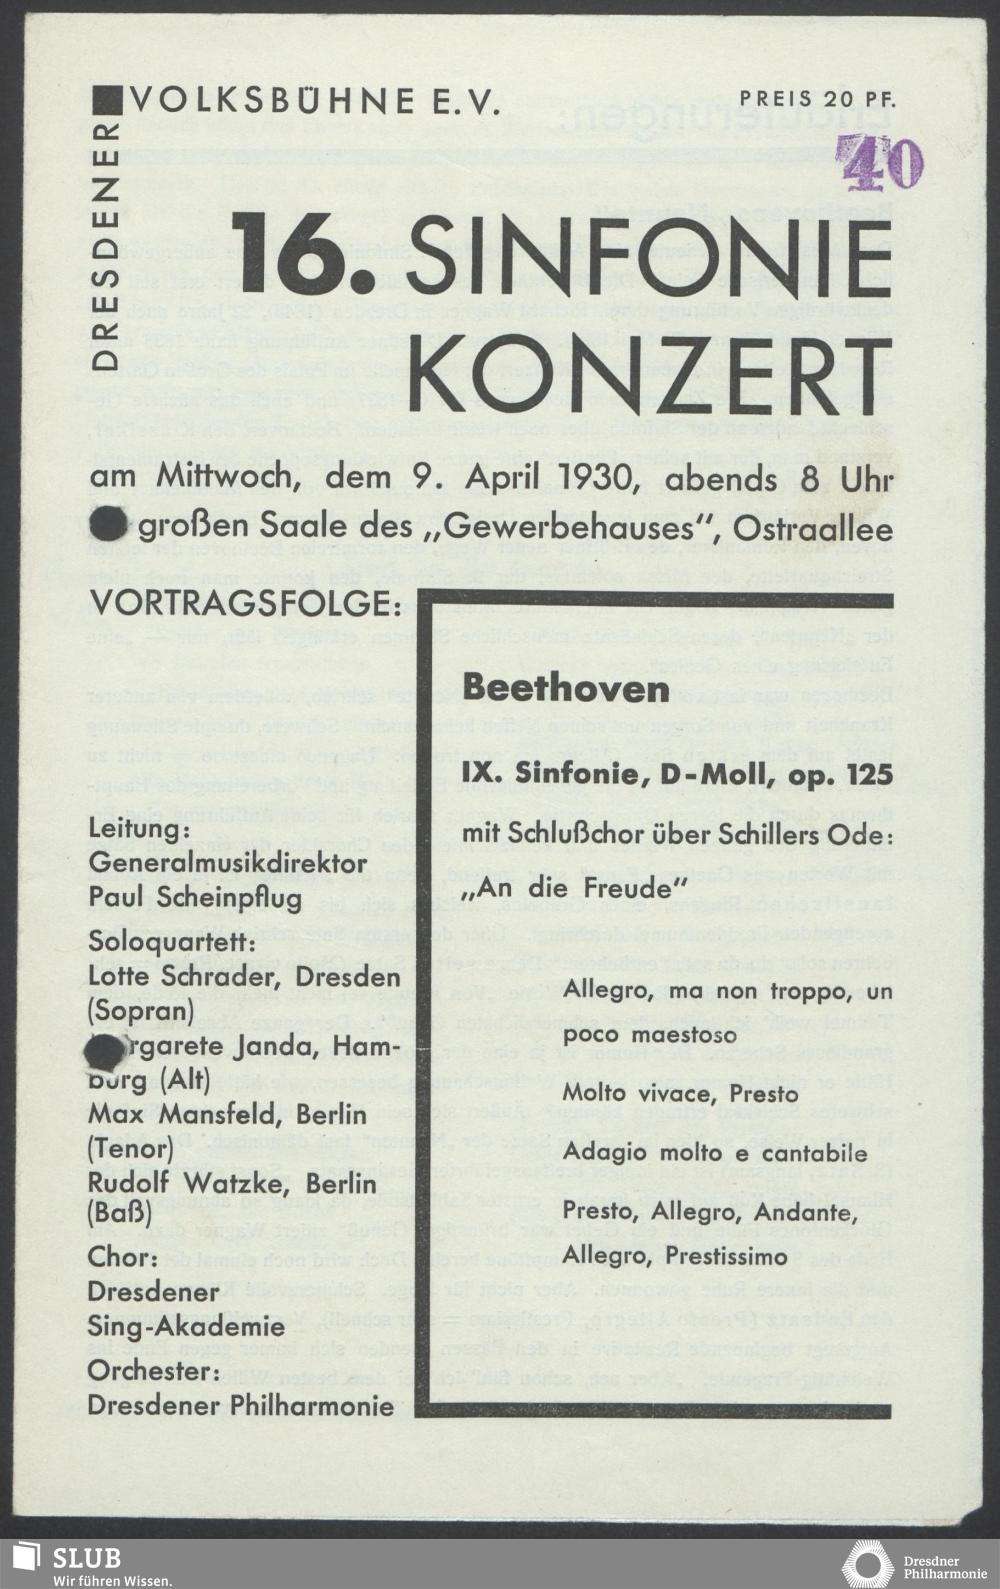 DRESDENER
VOLKSBÜHNE E.V.
PREIS 20 PF.
40
16. SINFONIE
KONZERT
am Mittwoch, dem 9. April 1930, abends 8 Uhr
großen Saale des „Gewerbehauses“, Ostraallee
VORTRAGSFOLGE:
Leitung:
Generalmusikdirektor
Paul Scheinpflug
Soloquartett:
Lotte Schrader, Dresden
(Sopran)
rgarete Janda, Ham-
burg (Alt)
Max Mansfeld, Berlin
(Tenor)
Rudolf Watzke, Berlin
(Baß)
Chor:
Dresdener
Sing-Akademie
Orchester:
Dresdener Philharmonie
Beethoven
IX. Sinfonie, D-Moll, op. 125
mit Schlußchor über Schillers Ode:
„An die Freude“
Allegro, ma non troppo, un
poco maestoso
Molto vivace, Presto
Adagio molto e cantabile
Presto, Allegro, Andante,
Allegro, Prestissimo
SLUB
Wir führen Wissen.
Dresdner
Philharmonie